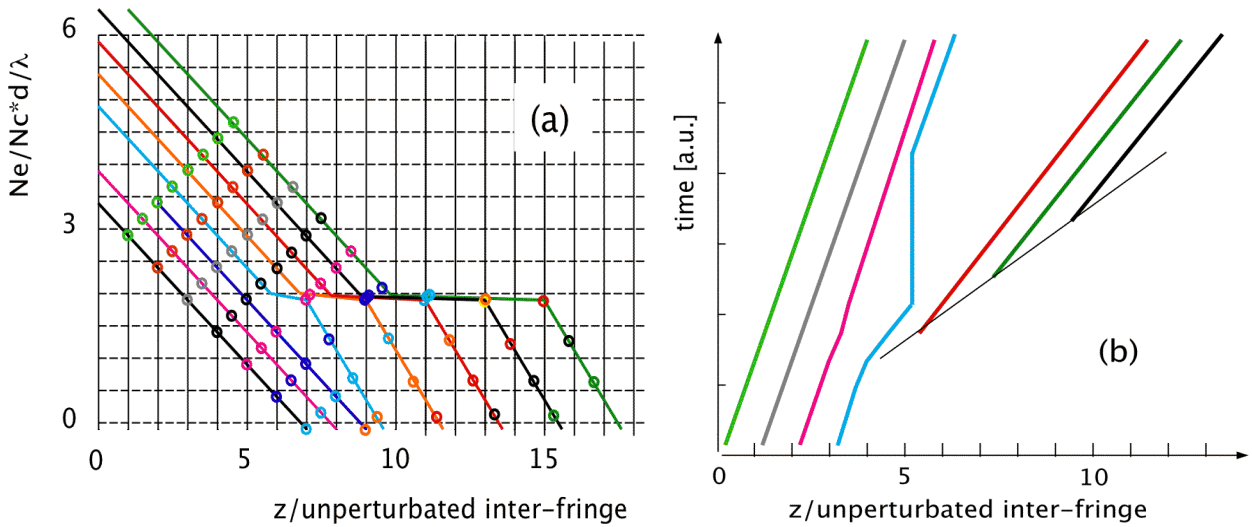 6
3
0
Ne/Nc*d/λ
(a)
0 5 10 15
z/unperturbated inter-fringe
time [a.u.]
(b)
0 5 10
z/unperturbated inter-fringe